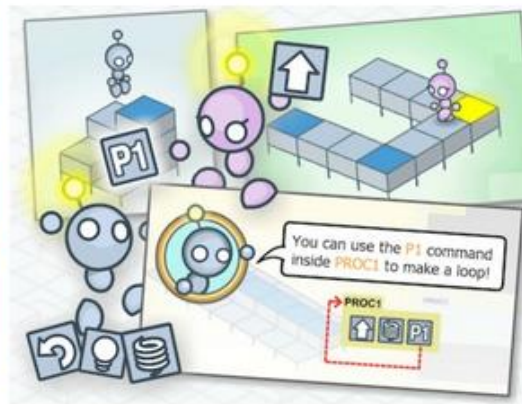 P1
You can use the P1 command
inside PROC1 to make a loop!
PROC1
P1